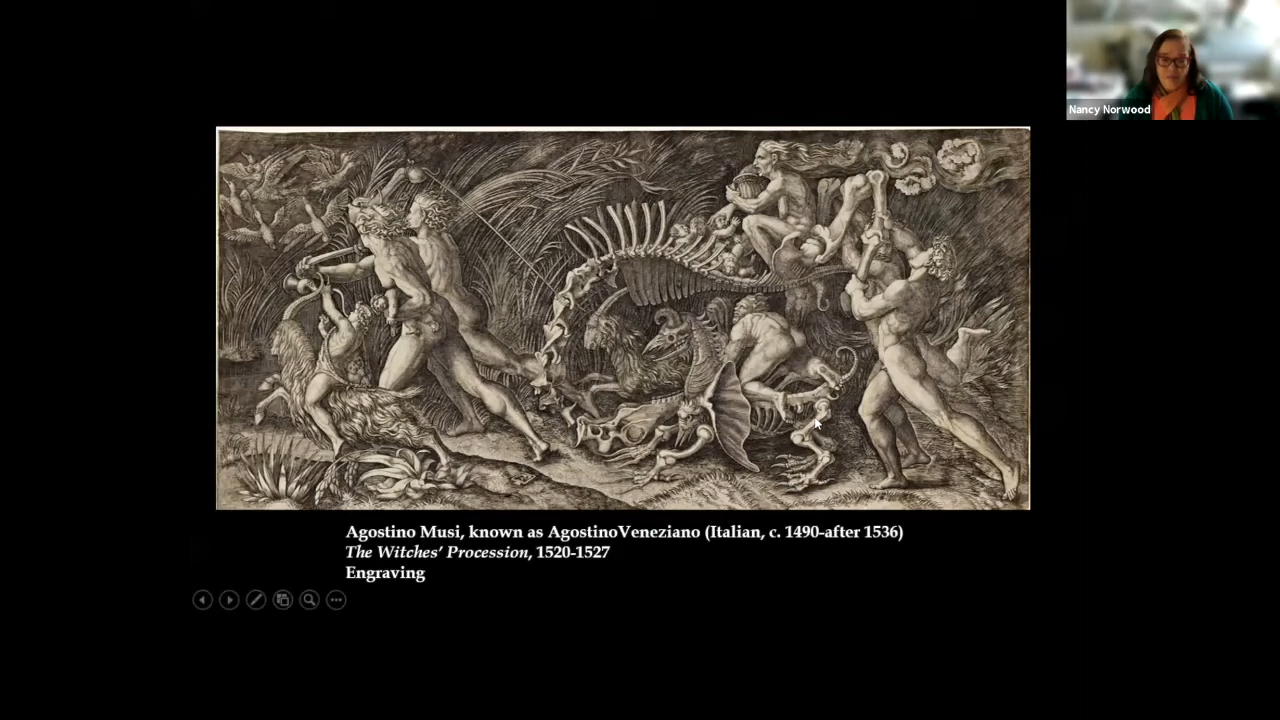 Nancy Norwood
Agostino Musi, known as AgostinoVeneziano (Italian, c. 1490-after 1536)
The Witches’ Procession, 1520-1527
Engraving